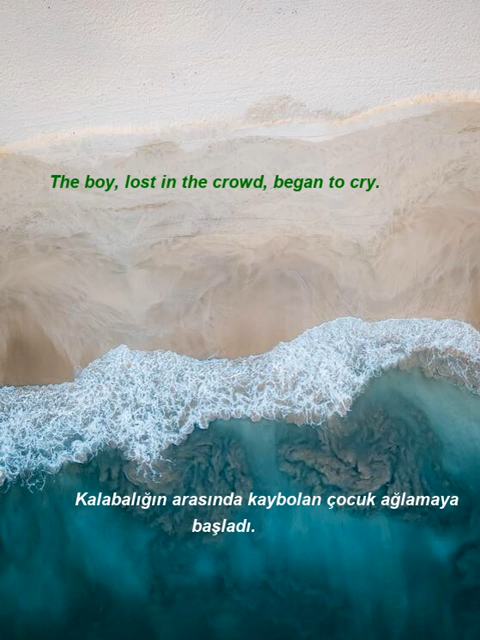 The boy, lost in the crowd, began to cry.
Kalabalığın arasında kaybolan çocuk ağlamaya
başladı.